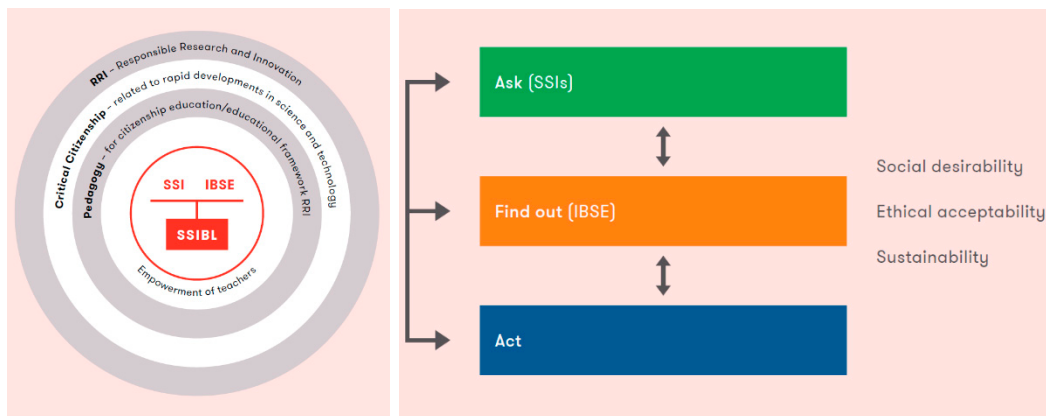 RRI – Responsible Research and Innovation
Critical Citizenship – related to rapid developments in science and technology
Pedagogy – for citizenship education/educational framework RRI
SSI IBSE
SSIBL
Empowerment of teachers
Ask (SSIs)
Find out (IBSE)
Act
Social desirability
Ethical acceptability
Sustainability